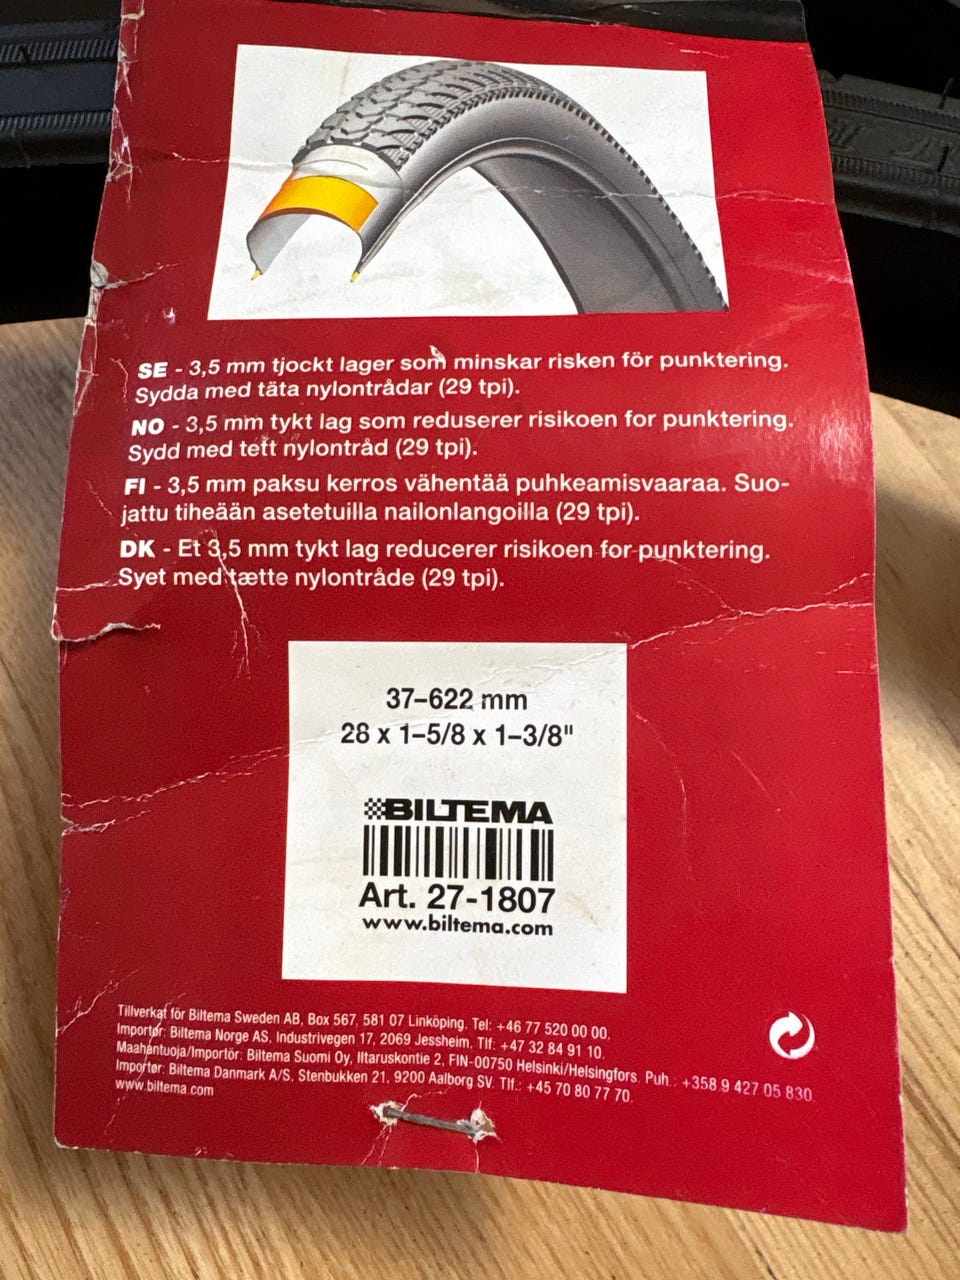 SE - 3,5 mm tjockt lager som minskar risken för punktering.
Sydda med täta nylontrådar (29 tpi).
NO - 3,5 mm tykt lag som reduserer risikoen for punktering.
Sydd med tett nylontråd (29 tpi).
FI - 3,5 mm paksu kerros vähentää puhkeamisvaaraa. Suo-
jattu tiheään asetetuilla nailonlangoilla (29 tpi).
DK - Et 3,5 mm tykt lag reducerer risikoen for punktering.
Syet med tætte nylontråde (29 tpi).
37-622 mm
28 x 1-5/8 x 1-3/8"
BILTEMA
Art. 27-1807
www.biltema.com
Tillverkat för Biltema Sweden AB, Box 567, 581 07 Linköping. Tel: +46 77 520 00 00.
Importør: Biltema Norge AS, Industrivegen 17, 2069 Jessheim. Tlf: +47 32 84 91 10.
Maahantuoja/Importör: Biltema Suomi Oy, Iltaruskontie 2, FIN-00750 Helsinki/Helsingfors. Puh.: +358 9 427 05 830.
Importør: Biltema Danmark A/S, Stenbukken 21, 9200 Aalborg SV. Tlf.: +45 70 80 77 70.
www.biltema.com